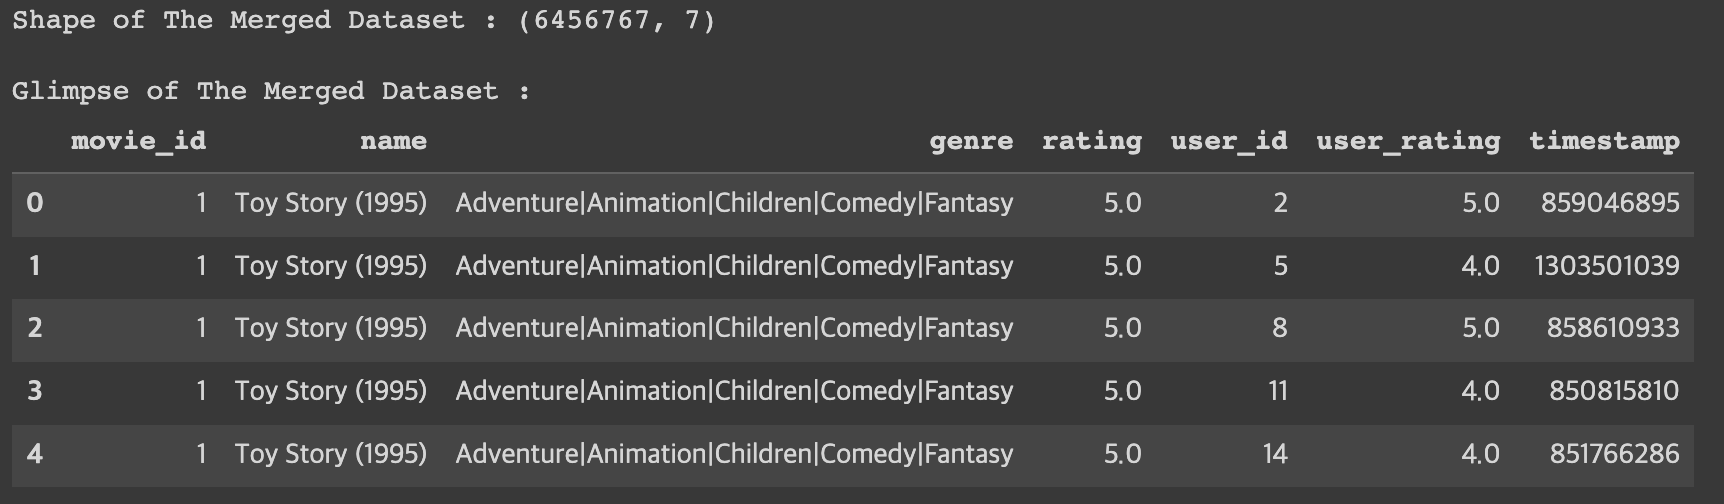 Shape of The Merged Dataset : (6456767, 7)
Glimpse of The Merged Dataset :
movie_id name genre rating user_id user_rating timestamp
0 1 Toy Story (1995) Adventure|Animation|Children|Comedy|Fantasy 5.0 2 5.0 859046895
1 1 Toy Story (1995) Adventure|Animation|Children|Comedy|Fantasy 5.0 5 4.0 1303501039
2 1 Toy Story (1995) Adventure|Animation|Children|Comedy|Fantasy 5.0 8 5.0 858610933
3 1 Toy Story (1995) Adventure|Animation|Children|Comedy|Fantasy 5.0 11 4.0 850815810
4 1 Toy Story (1995) Adventure|Animation|Children|Comedy|Fantasy 5.0 14 4.0 851766286